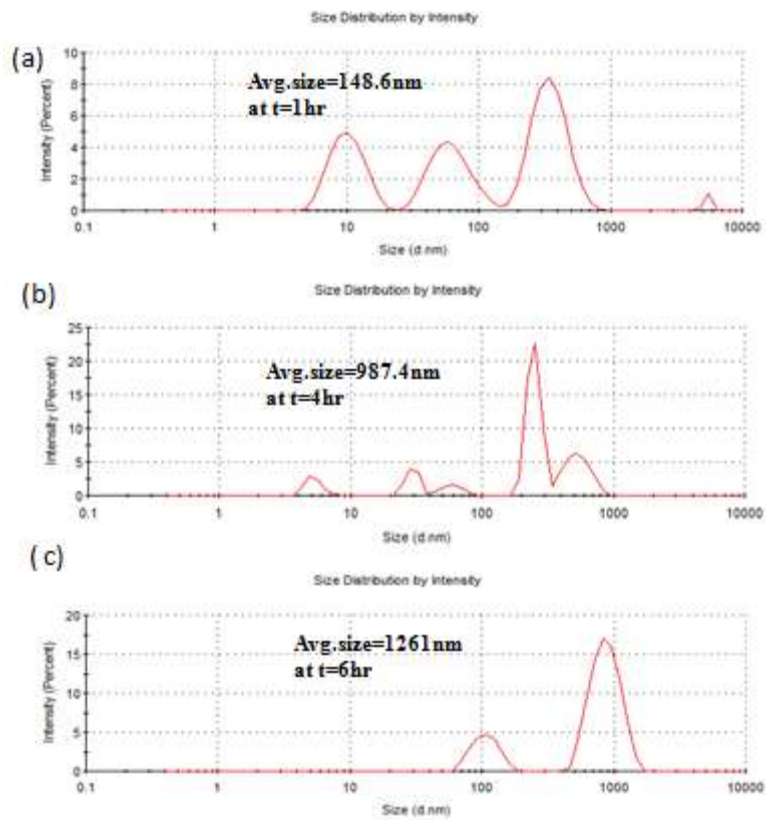 Size Distribution by Intensity
(a)
10
8
6
4
2
0
Intensity (Percent)
Avg.size=148.6nm
at t=1hr
0.1 1 10 100 1000 10000
Size (d.nm)
(b)
Size Distribution by Intensity
25
20
15
10
5
0
Intensity (Percent)
Avg.size=987.4nm
at t=4hr
0.1 1 10 100 1000 10000
Size (d.nm)
( c)
Size Distribution by Intensity
20
15
10
5
0
Intensity (Percent)
Avg.size=1261nm
at t=6hr
0.1 1 10 100 1000 10000
Size (d.nm)